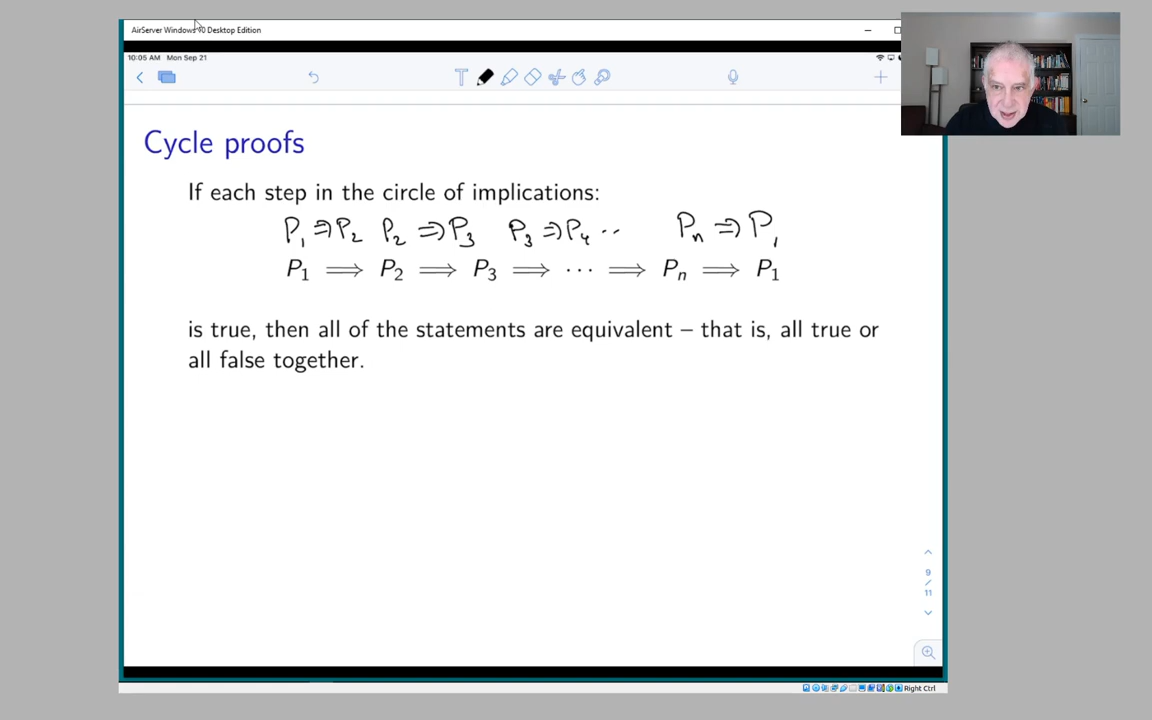 AirServer Windows 10 Desktop Edition
10:05 AM Mon Sep 21
Cycle proofs
If each step in the circle of implications:
P₁ ⇒ P₂ P₂ ⇒ P₃ P₃ ⇒ P₄ ·· Pₙ ⇒ P₁
P₁ ⟹ P₂ ⟹ P₃ ⟹ ··· ⟹ Pₙ ⟹ P₁
is true, then all of the statements are equivalent – that is, all true or
all false together.
9
/
11
Right Ctrl